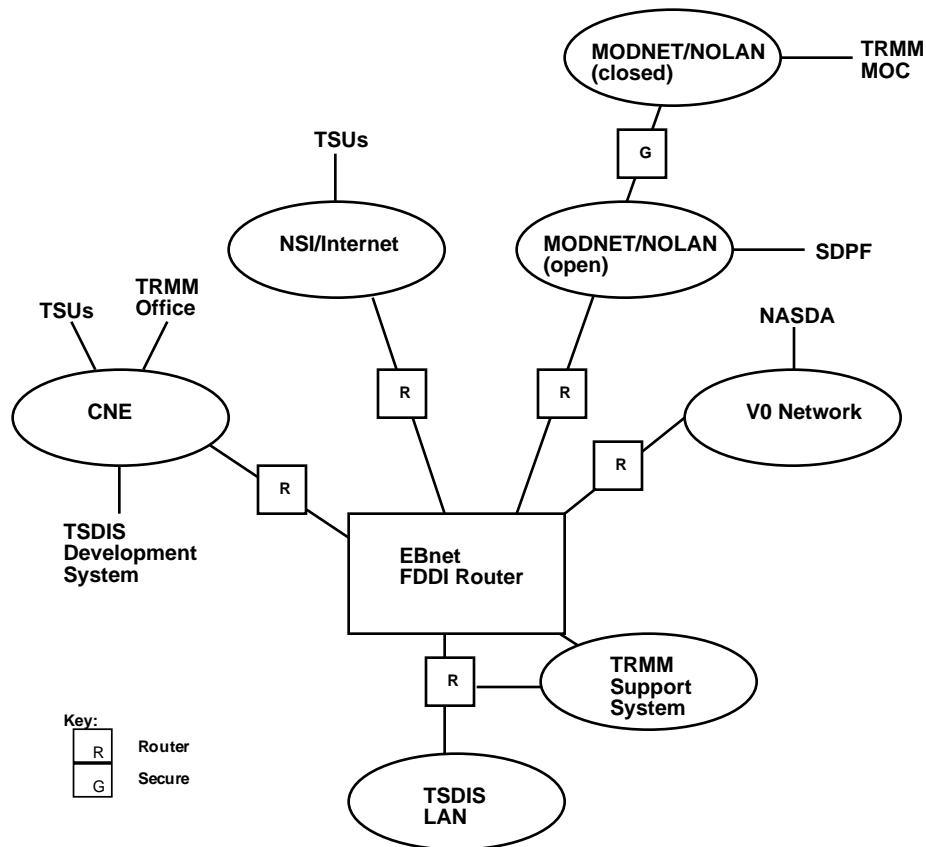 MODNET/NOLAN
(closed)
TRMM
MOC
G
TSUs
NSI/Internet
MODNET/NOLAN
(open)
SDPF
TSUs
TRMM
Office
NASDA
R
R
CNE
V0 Network
R
R
TSDIS
Development
System
EBnet
FDDI Router
R
TRMM
Support
System
Key:
R
Router
G
Secure
TSDIS
LAN